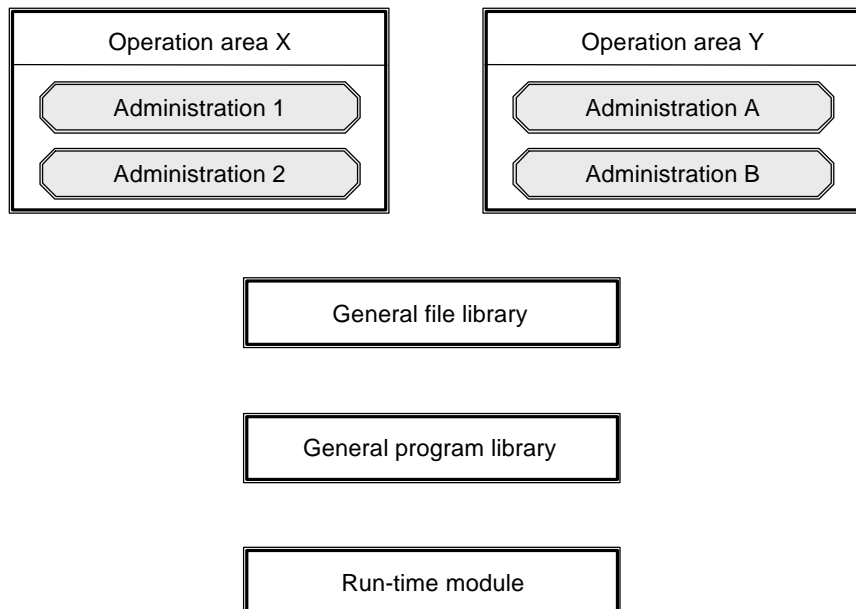 Operation area X
Administration 1
Administration 2
Operation area Y
Administration A
Administration B
General file library
General program library
Run-time module